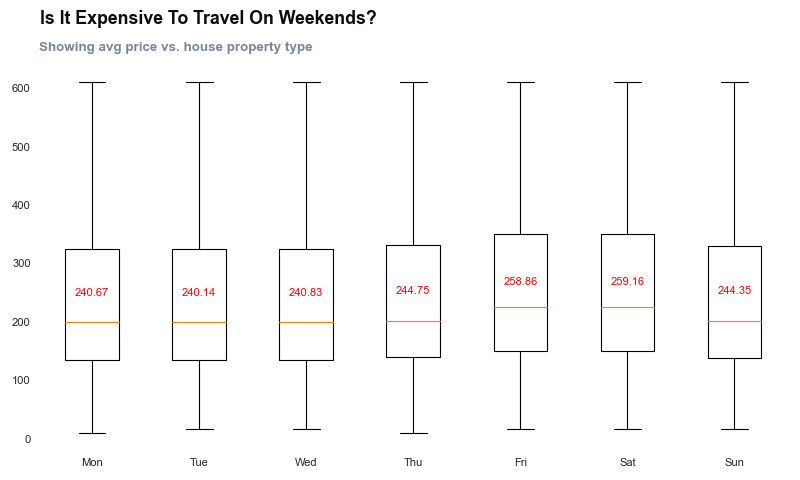 Is It Expensive To Travel On Weekends?
Showing avg price vs. house property type
600
500
400
300
200
100
0
240.67 240.14 240.83 244.75 258.86 259.16 244.35
Mon Tue Wed Thu Fri Sat Sun